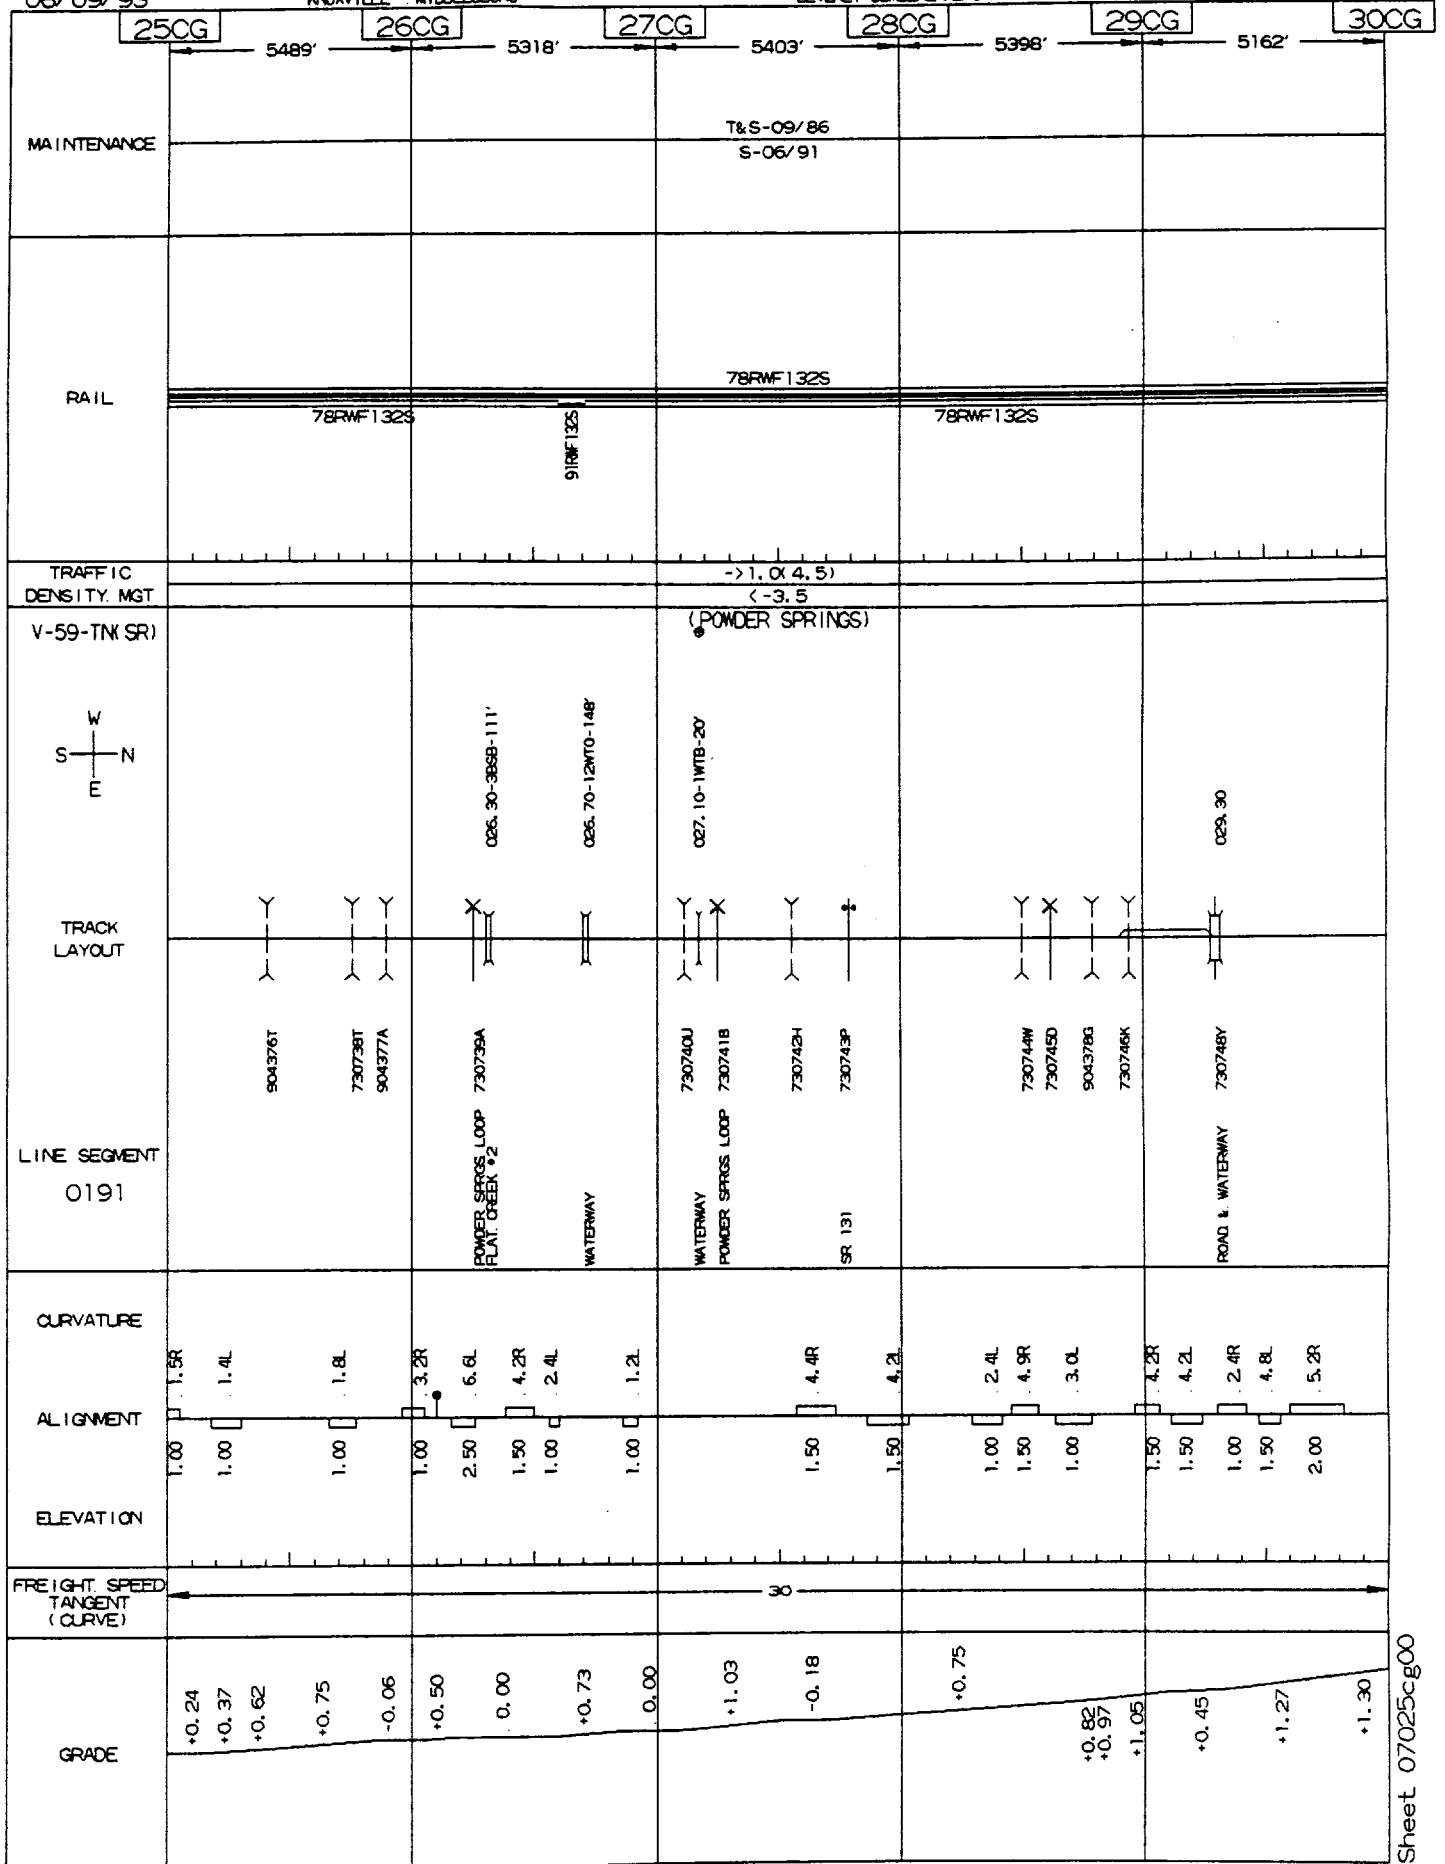 06/09/93
25CG 26CG 27CG 28CG 29CG 30CG
5489' 5318' 5403' 5398' 5162'
MAINTENANCE
T&S-09/86
S-06/91
RAIL
78RWF132S
78RWF132S 78RWF132S
91RWF132S
TRAFFIC
DENSITY. MGT
->1.0(4.5)
<-3.5
V-59-TN(SR)
(POWDER SPRINGS)
W
S N
E
026.30-3BSB-111'
026.70-12WTO-148'
027.10-1WTB-20'
029.30
TRACK
LAYOUT
904376T
730738T
904377A
730739A
730740U
730741B
730742H
730743P
730744W
730745D
904378G
730746K
730748Y
LINE SEGMENT
0191
POWDER SPRGS. LOOP
FLAT. CREEK #2
WATERWAY
WATERWAY
POWDER SPRGS. LOOP
SR 131
ROAD. & WATERWAY
CURVATURE
1.5R 1.4L 1.8L 3.2R 6.6L 4.2R 2.4L 1.2L 4.4R 4.2L 2.4L 4.9R 3.0L 4.2R 4.2L 2.4R 4.8L 5.2R
ALIGNMENT
1.00 1.00 1.00 1.00 2.50 1.50 1.00 1.00 1.50 1.50 1.00 1.50 1.00 1.50 1.50 1.00 1.50 2.00
ELEVATION
FREIGHT. SPEED
TANGENT
(CURVE)
30
GRADE
+0.24 +0.37 +0.62 +0.75 -0.06 +0.50 0.00 +0.73 0.00 +1.03 -0.18 +0.75 +0.82 +0.97 +1.05 +0.45 +1.27 +1.30
Sheet 07025cg00